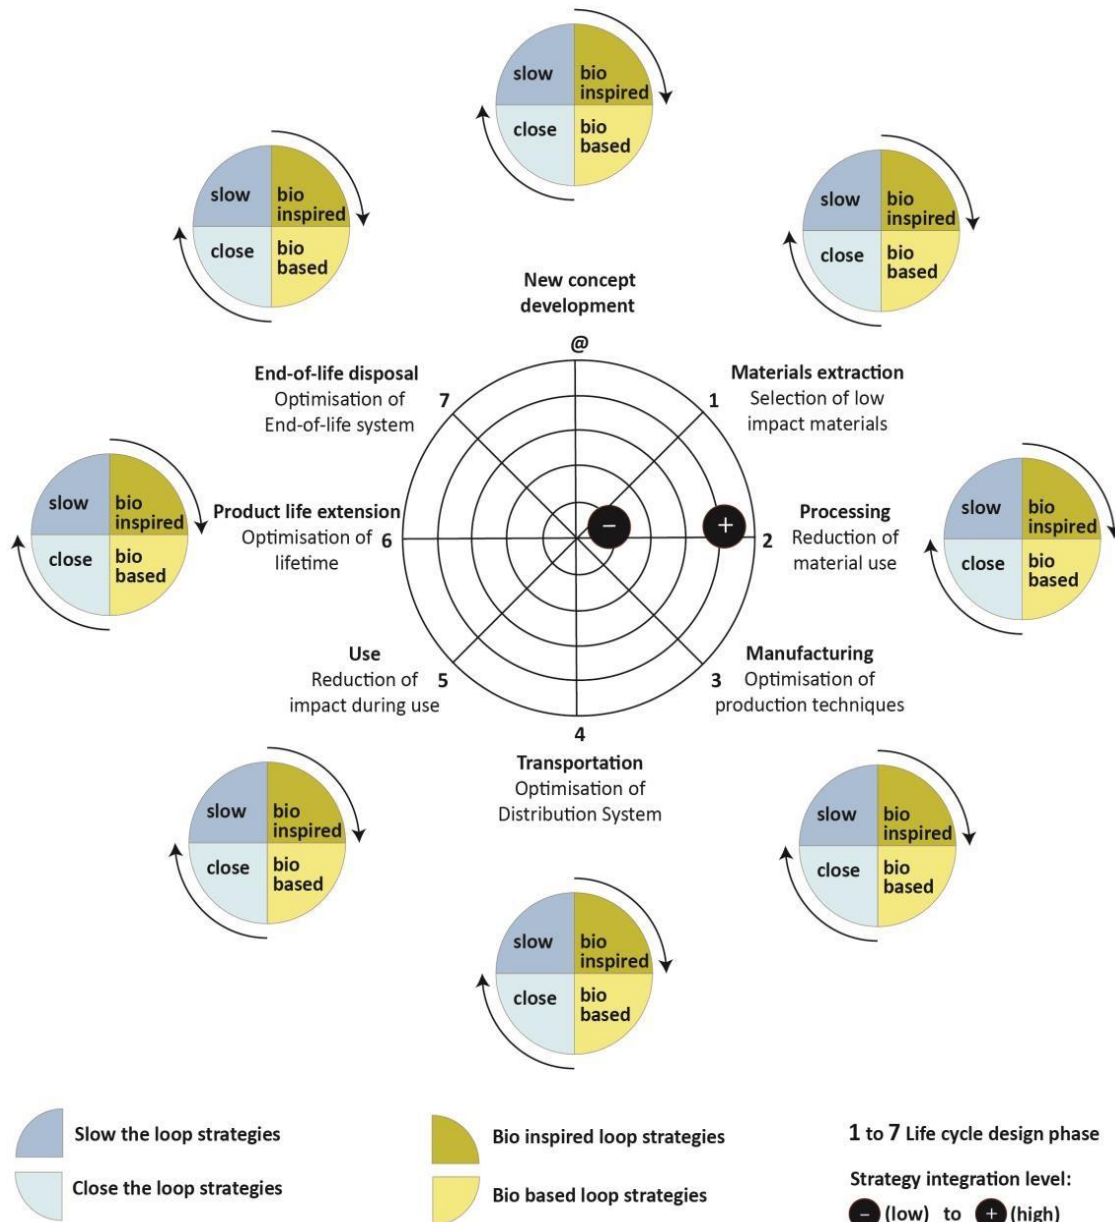 slow
bio
inspired
close
bio
based
slow
bio
inspired
close
bio
based
slow
bio
inspired
close
bio
based
New concept
development
@
End-of-life disposal
Optimisation of
End-of-life system
7
1
Materials extraction
Selection of low
impact materials
slow
bio
inspired
close
bio
based
Product life extension
Optimisation of
lifetime
6
−
+
2
Processing
Reduction of
material use
slow
bio
inspired
close
bio
based
Use
Reduction of
impact during use
5
3
Manufacturing
Optimisation of
production techniques
4
Transportation
Optimisation of
Distribution System
slow
bio
inspired
close
bio
based
slow
bio
inspired
close
bio
based
slow
bio
inspired
close
bio
based
Slow the loop strategies
Close the loop strategies
Bio inspired loop strategies
Bio based loop strategies
1 to 7 Life cycle design phase
Strategy integration level:
− (low) to + (high)